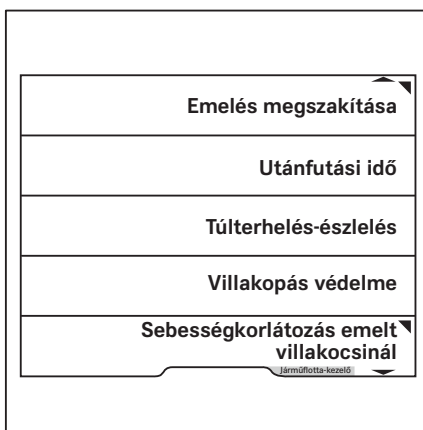 Emelés megszakítása
Utánfutási idő
Túlterhelés-észlelés
Villakopás védelme
Sebességkorlátozás emelt
villakocsinál
Járműflotta-kezelő